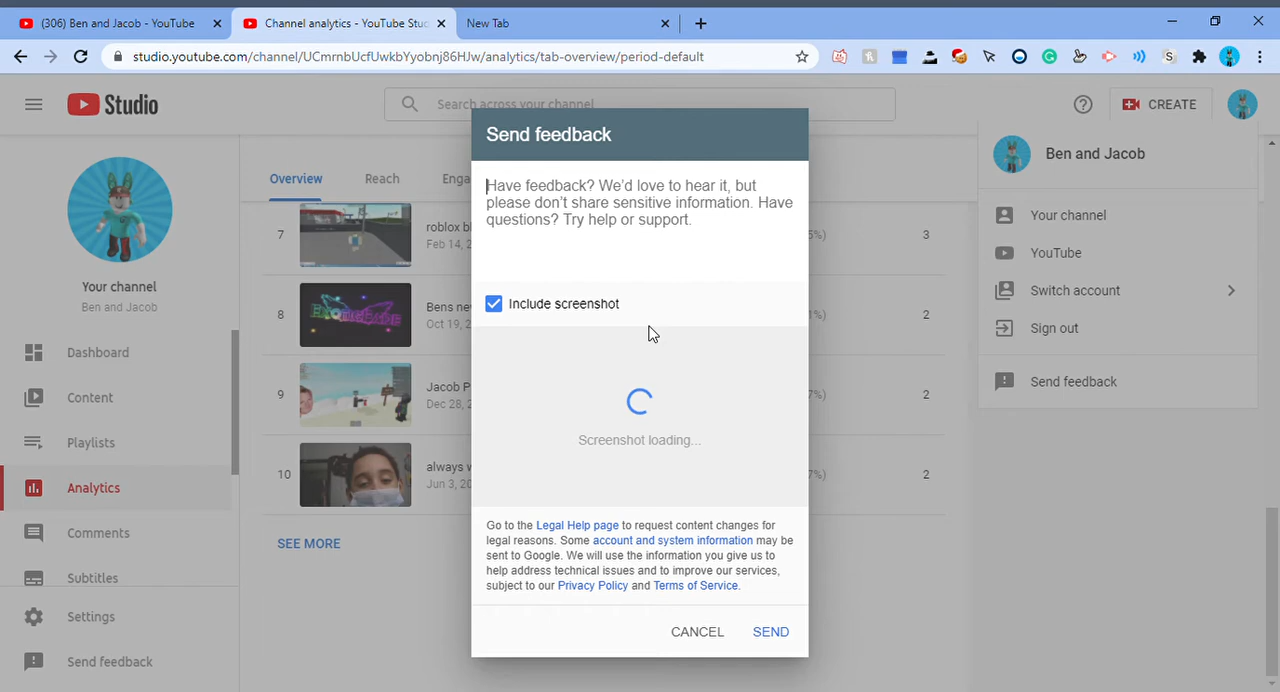 (306) Ben and Jacob - YouTube
Channel analytics - YouTube Stud
New Tab
studio.youtube.com/channel/UCmrnbUcfUwkbYyobnj86HJw/analytics/tab-overview/period-default
Studio
Search across your channel
CREATE
Your channel
Ben and Jacob
Dashboard
Content
Playlists
Analytics
Comments
Subtitles
Settings
Send feedback
Overview
Reach
Enga
7
roblox bl
Feb 14, 2
5%)
3
8
Bens nev
Oct 19, 2
1%)
2
9
Jacob P
Dec 28,
7%)
2
10
always w
Jun 3, 20
7%)
2
SEE MORE
Send feedback
Have feedback? We'd love to hear it, but
please don't share sensitive information. Have
questions? Try help or support.
Include screenshot
Screenshot loading...
Go to the Legal Help page to request content changes for
legal reasons. Some account and system information may be
sent to Google. We will use the information you give us to
help address technical issues and to improve our services,
subject to our Privacy Policy and Terms of Service.
CANCEL
SEND
Ben and Jacob
Your channel
YouTube
Switch account
Sign out
Send feedback